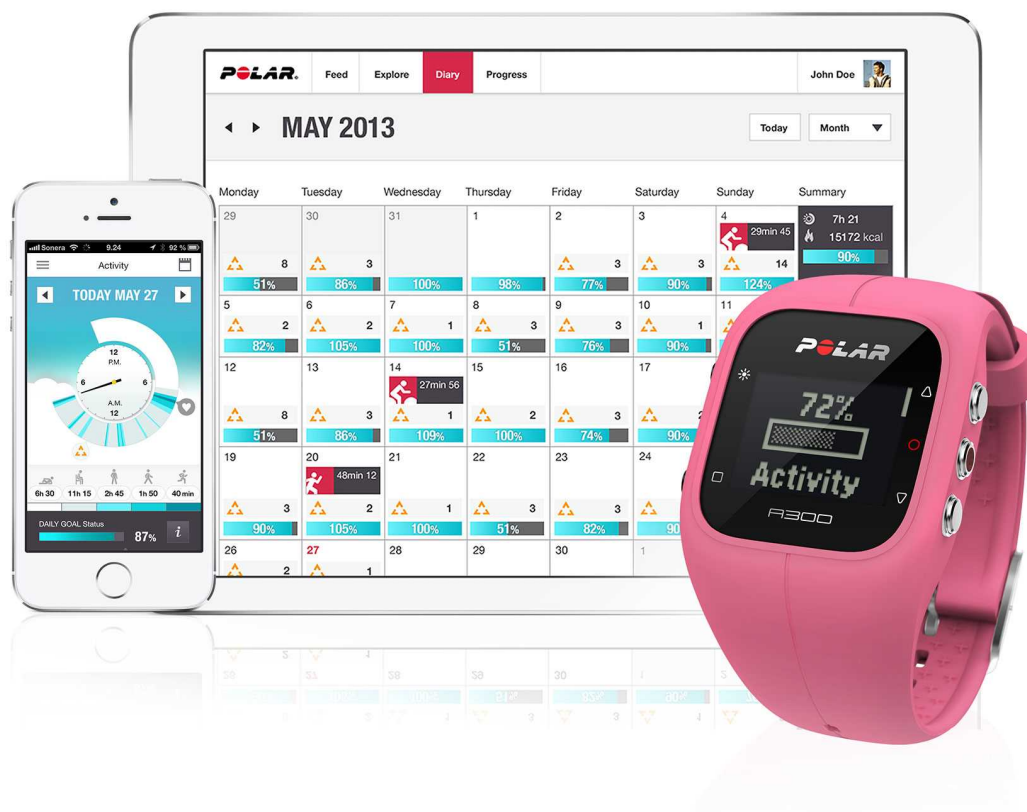 POLAR. Feed Explore Diary Progress John Doe
MAY 2013 Today Month
Monday Tuesday Wednesday Thursday Friday Saturday Sunday Summary
29 30 31 1 2 3 4
29min 45
7h 21
15172 kcal
8 3 3 3 14
51% 86% 100% 98% 77% 90% 124% 90%
5 6 7 8 9 10 11
2 2 1 3 3 1
82% 105% 100% 51% 76% 90%
12 13 14 15 16 17
27min 56
8 3 1 2 3
51% 86% 109% 100% 74% 90%
19 20 21 22 23 24
48min 12
3 2 1 3 3
90% 105% 100% 51% 82% 90
26 27 28 29 30 1
2 1
Sonera 9.24 92 %
Activity
TODAY MAY 27
12
P.M.
6 6
A.M.
12
6h 30 11h 15 2h 45 1h 50 40 min
DAILY GOAL Status
87% i
POLAR
72%
Activity
A300